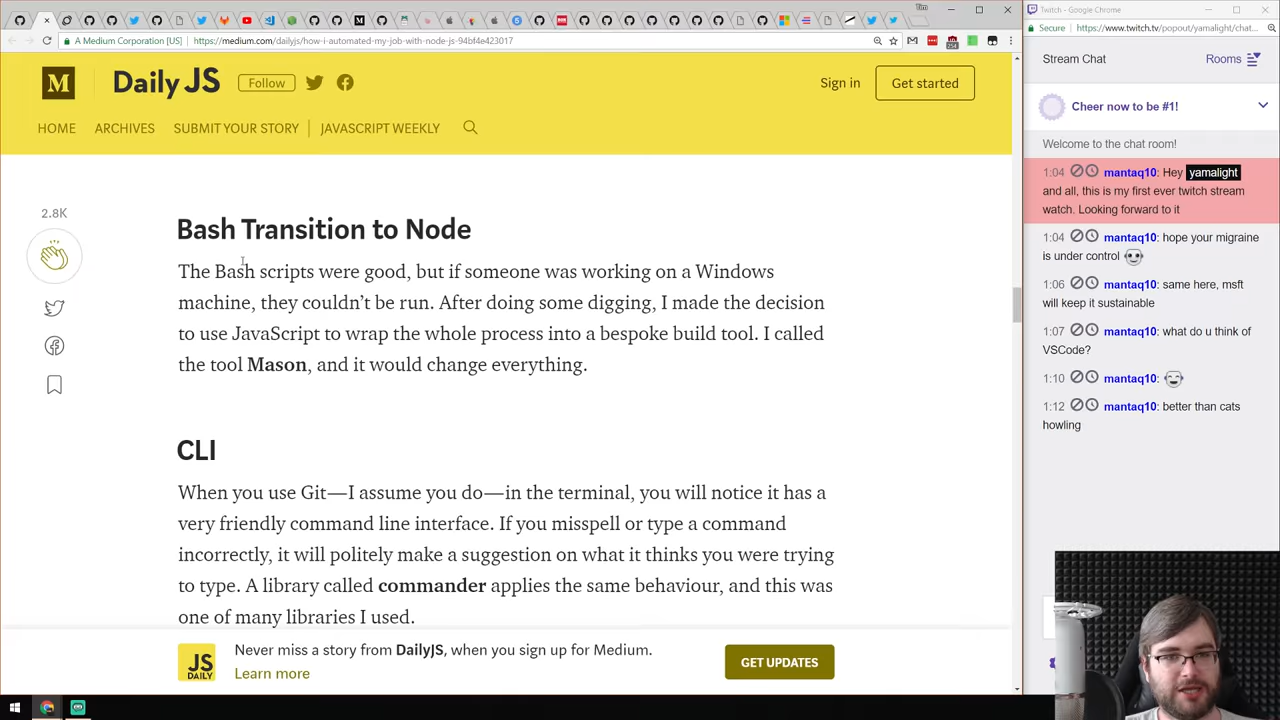 Tim
A Medium Corporation [US]
https://medium.com/dailyjs/how-i-automated-my-job-with-node-js-94bf4e423017
254
M
Daily JS
Follow
Sign in
Get started
HOME
ARCHIVES
SUBMIT YOUR STORY
JAVASCRIPT WEEKLY
2.8K
Bash Transition to Node
The Bash scripts were good, but if someone was working on a Windows
machine, they couldn’t be run. After doing some digging, I made the decision
to use JavaScript to wrap the whole process into a bespoke build tool. I called
the tool Mason, and it would change everything.
CLI
When you use Git—I assume you do—in the terminal, you will notice it has a
very friendly command line interface. If you misspell or type a command
incorrectly, it will politely make a suggestion on what it thinks you were trying
to type. A library called commander applies the same behaviour, and this was
one of many libraries I used.
JS
DAILY
Never miss a story from DailyJS, when you sign up for Medium.
Learn more
GET UPDATES
Twitch - Google Chrome
Secure
https://www.twitch.tv/popout/yamalight/chat...
Stream Chat
Rooms
Cheer now to be #1!
Welcome to the chat room!
1:04 mantaq10: Hey yamalight
and all, this is my first ever twitch stream
watch. Looking forward to it
1:04 mantaq10: hope your migraine
is under control
1:06 mantaq10: same here, msft
will keep it sustainable
1:07 mantaq10: what do u think of
VSCode?
1:10 mantaq10:
1:12 mantaq10: better than cats
howling